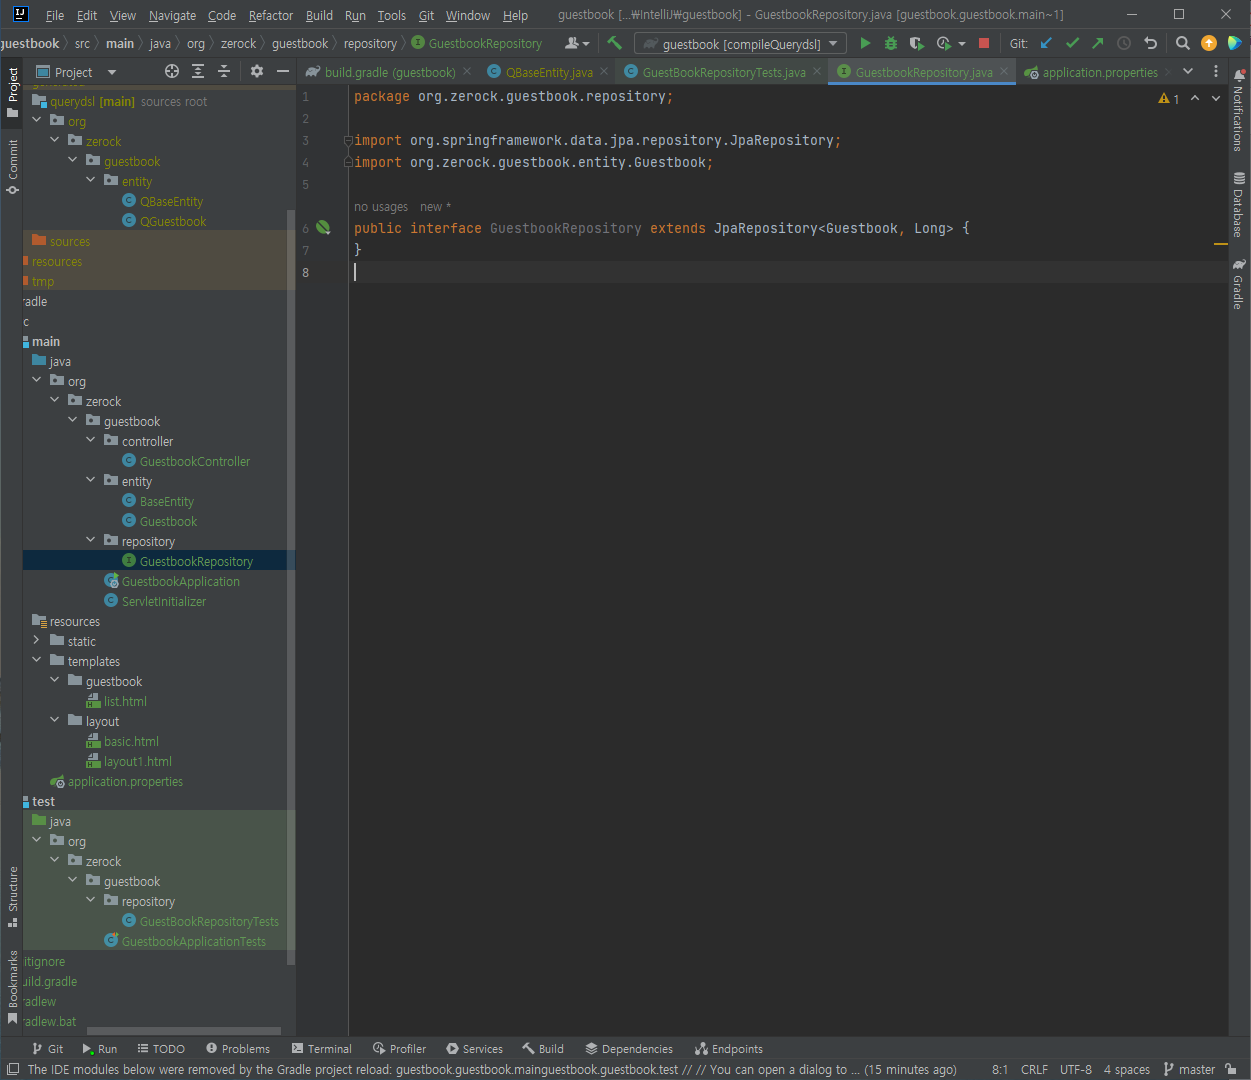 File Edit View Navigate Code Refactor Build Run Tools Git Window Help guestbook [...₩IntelliJ₩guestbook] - GuestbookRepository.java [guestbook.guestbook.main~1]
guestbook src main java org zerock guestbook repository GuestbookRepository guestbook [compileQuerydsl] Git:
Project
build.gradle (guestbook) QBaseEntity.java GuestBookRepositoryTests.java GuestbookRepository.java application.properties
Project
Commit
Structure
Bookmarks
querydsl [main] sources root
org
zerock
guestbook
entity
QBaseEntity
QGuestbook
sources
resources
tmp
radle
c
main
java
org
zerock
guestbook
controller
GuestbookController
entity
BaseEntity
Guestbook
repository
GuestbookRepository
GuestbookApplication
ServletInitializer
resources
static
templates
guestbook
list.html
layout
basic.html
layout1.html
application.properties
test
java
org
zerock
guestbook
repository
GuestBookRepositoryTests
GuestbookApplicationTests
itignore
uild.gradle
radlew
radlew.bat
1 package org.zerock.guestbook.repository;
2
3 import org.springframework.data.jpa.repository.JpaRepository;
4 import org.zerock.guestbook.entity.Guestbook;
5
no usages new *
6 public interface GuestbookRepository extends JpaRepository<Guestbook, Long> {
7 }
8
1
Notifications
Database
Gradle
Git Run TODO Problems Terminal Profiler Services Build Dependencies Endpoints
The IDE modules below were removed by the Gradle project reload: guestbook.guestbook.mainguestbook.guestbook.test // // You can open a dialog to ... (15 minutes ago) 8:1 CRLF UTF-8 4 spaces master